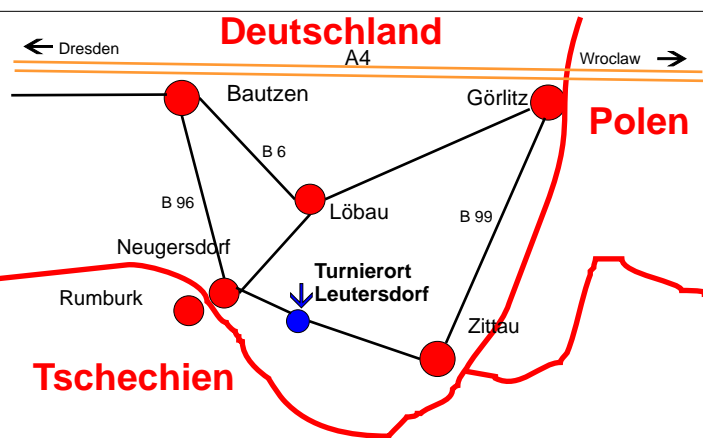 Deutschland
Dresden
A4
Wroclaw
Bautzen
Görlitz
Polen
B 6
B 96
Löbau
B 99
Neugersdorf
Turnierort
Leutersdorf
Rumburk
Zittau
Tschechien